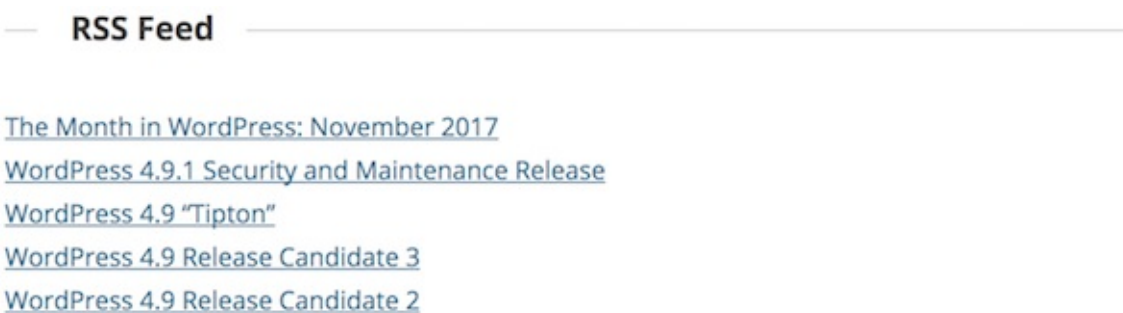 RSS Feed
The Month in WordPress: November 2017
WordPress 4.9.1 Security and Maintenance Release
WordPress 4.9 “Tipton”
WordPress 4.9 Release Candidate 3
WordPress 4.9 Release Candidate 2